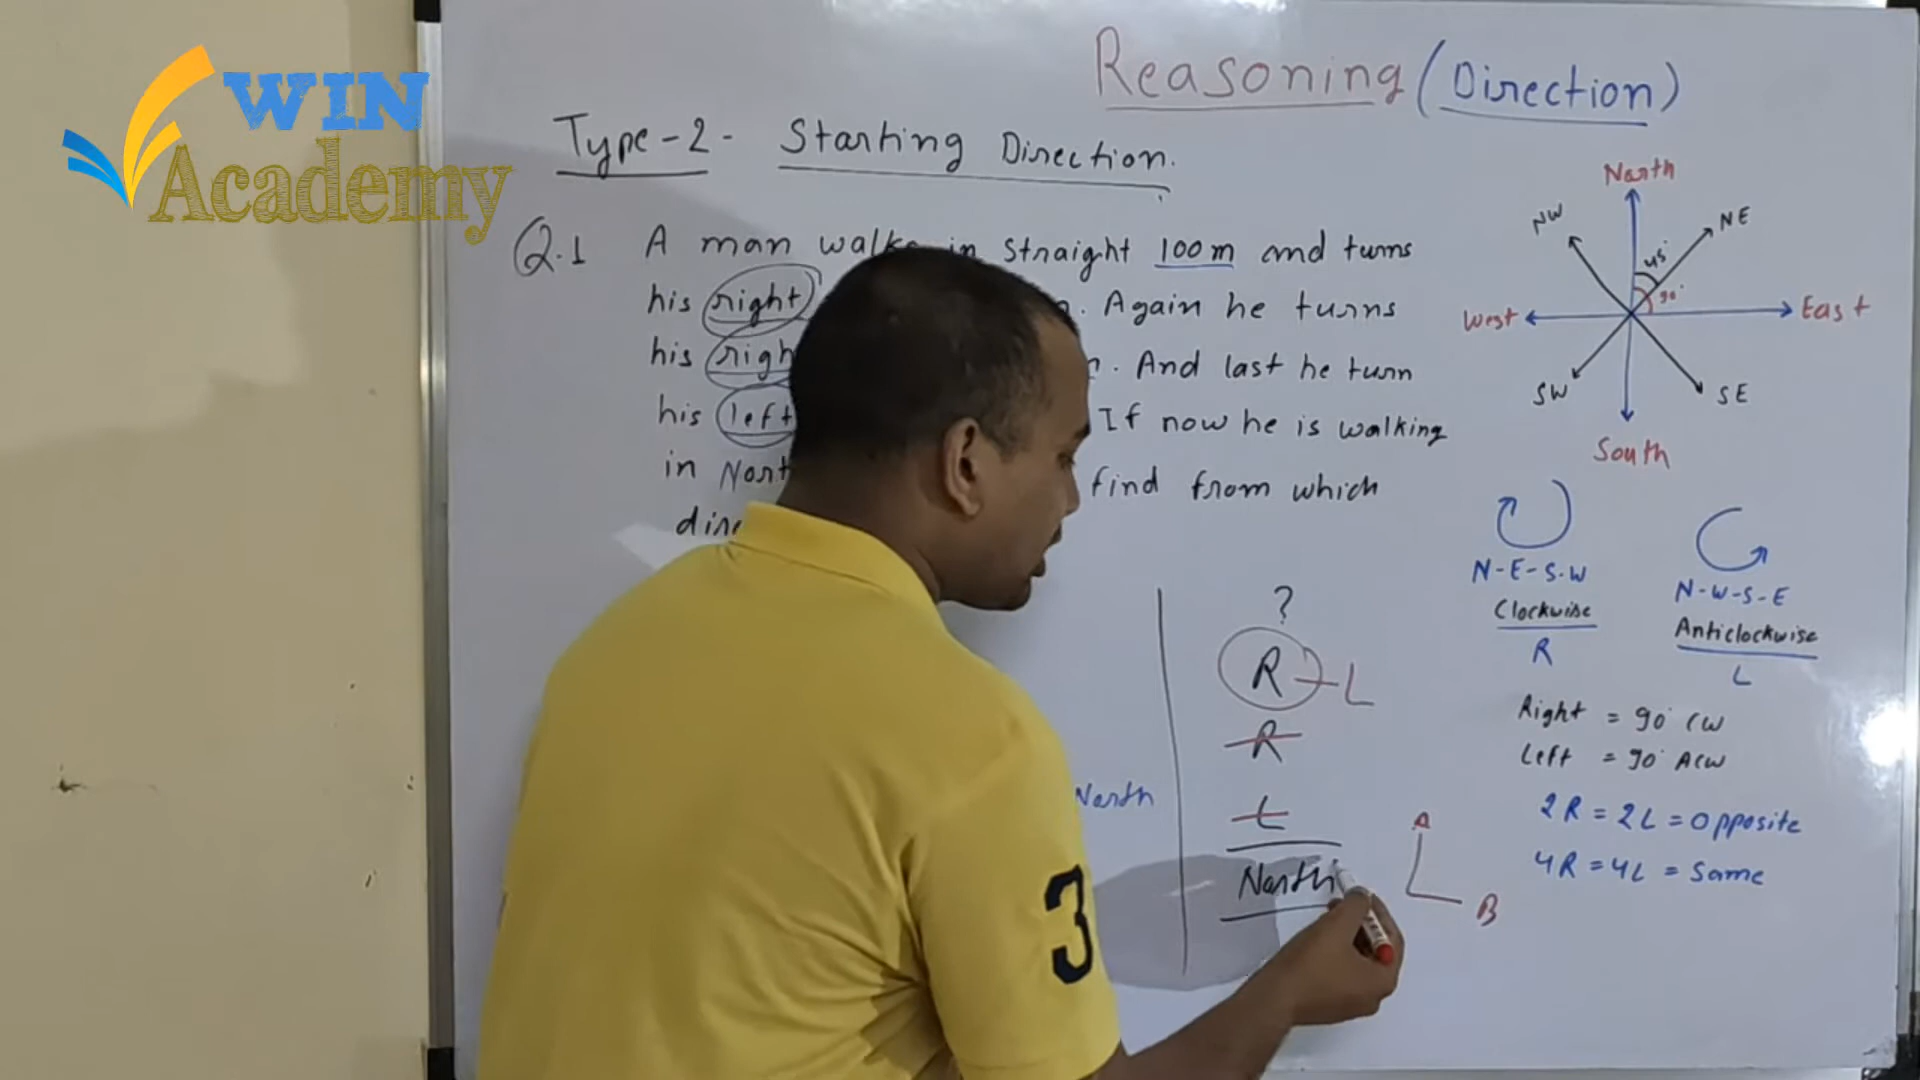 WIN
Academy
Reasoning (Direction)
Type-2- Starting Direction.
Q.1 A man walks in straight 100m and turns
his right Again he turns
his And last he turn
his left If now he is walking
in find from which
North
NW
NE
45°
90°
West
East
SW
SE
South
N-E-S-W
Clockwise
R
N-W-S-E
Anticlockwise
L
Right = 90° CW
Left = 90° ACW
2R = 2L = Opposite
4R = 4L = Same
?
R - L
R
L
North
North
A
B
3